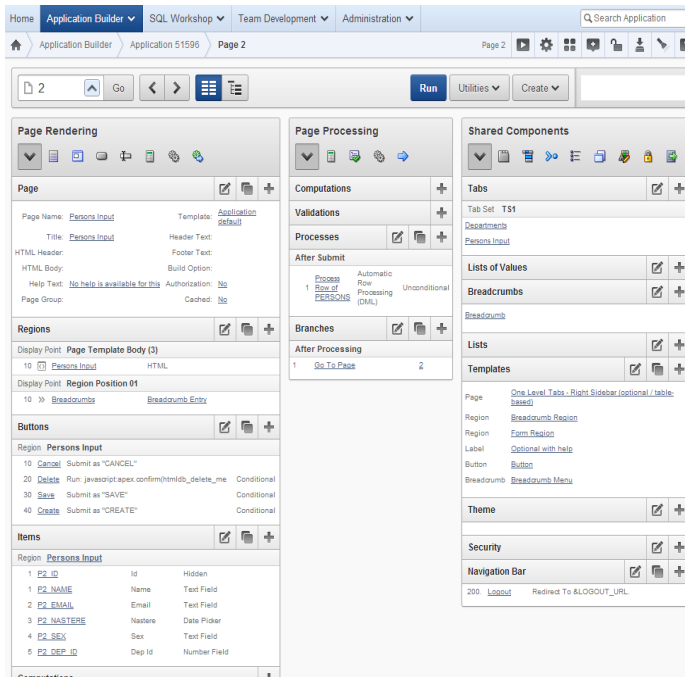 Home Application Builder SQL Workshop Team Development Administration Search Application
Application Builder Application 51596 Page 2 Page 2
2 Go Run Utilities Create
Page Rendering
Page
Page Name: Persons Input Template: Application default
Title: Persons Input Header Text:
HTML Header: Footer Text:
HTML Body: Build Option:
Help Text: No help is available for this Authorization: No
Page Group: Cached: No
Regions
Display Point Page Template Body (3)
10 Persons Input HTML
Display Point Region Position 01
10 Breadcrumbs Breadcrumb Entry
Buttons
Region Persons Input
10 Cancel Submit as "CANCEL"
20 Delete Run: javascript:apex.confirm(htmldb_delete_me Conditional
30 Save Submit as "SAVE" Conditional
40 Create Submit as "CREATE" Conditional
Items
Region Persons Input
1 P2_ID Id Hidden
1 P2_NAME Name Text Field
2 P2_EMAIL Email Text Field
3 P2_NASTERE Nastere Date Picker
4 P2_SEX Sex Text Field
5 P2_DEP_ID Dep Id Number Field
Computations
Page Processing
Computations
Validations
Processes
After Submit
1 Process Row of PERSONS Automatic Row Processing (DML) Unconditional
Branches
After Processing
1 Go To Page 2
Shared Components
Tabs
Tab Set TS1
Departments
Persons Input
Lists of Values
Breadcrumbs
Breadcrumb
Lists
Templates
Page One Level Tabs - Right Sidebar (optional / table-based)
Region Breadcrumb Region
Region Form Region
Label Optional with help
Button Button
Breadcrumb Breadcrumb Menu
Theme
Security
Navigation Bar
200. Logout Redirect To &LOGOUT_URL.